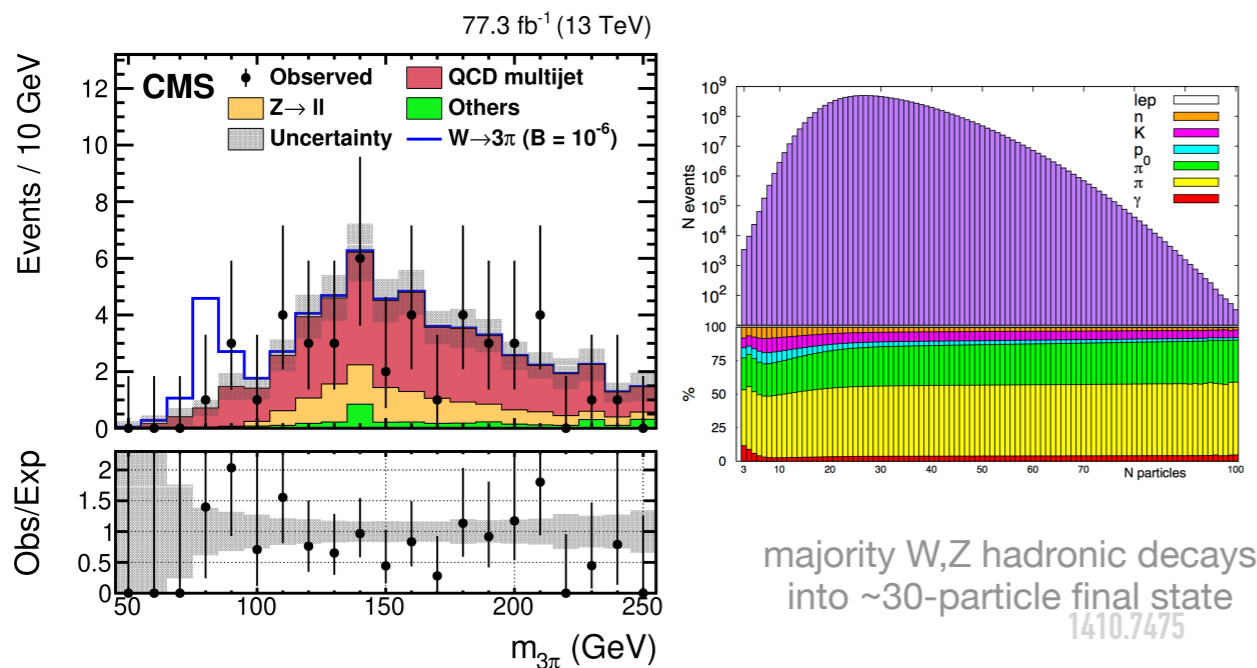 77.3 fb⁻¹ (13 TeV)
CMS
Observed
QCD multijet
Z→ ll
Others
Uncertainty
W→3π (B = 10⁻⁶)
Events / 10 GeV
12
10
8
6
4
2
0
Obs/Exp
2
1.5
1
0.5
0
50
100
150
200
250
m3π (GeV)
N events
10⁹
10⁸
10⁷
10⁶
10⁵
10⁴
10³
10²
lep
n
K
p
π⁰
π
γ
%
100
75
50
25
0
3
10
20
30
40
50
60
70
N particles
100
majority W,Z hadronic decays
into ~30-particle final state
1410.7475